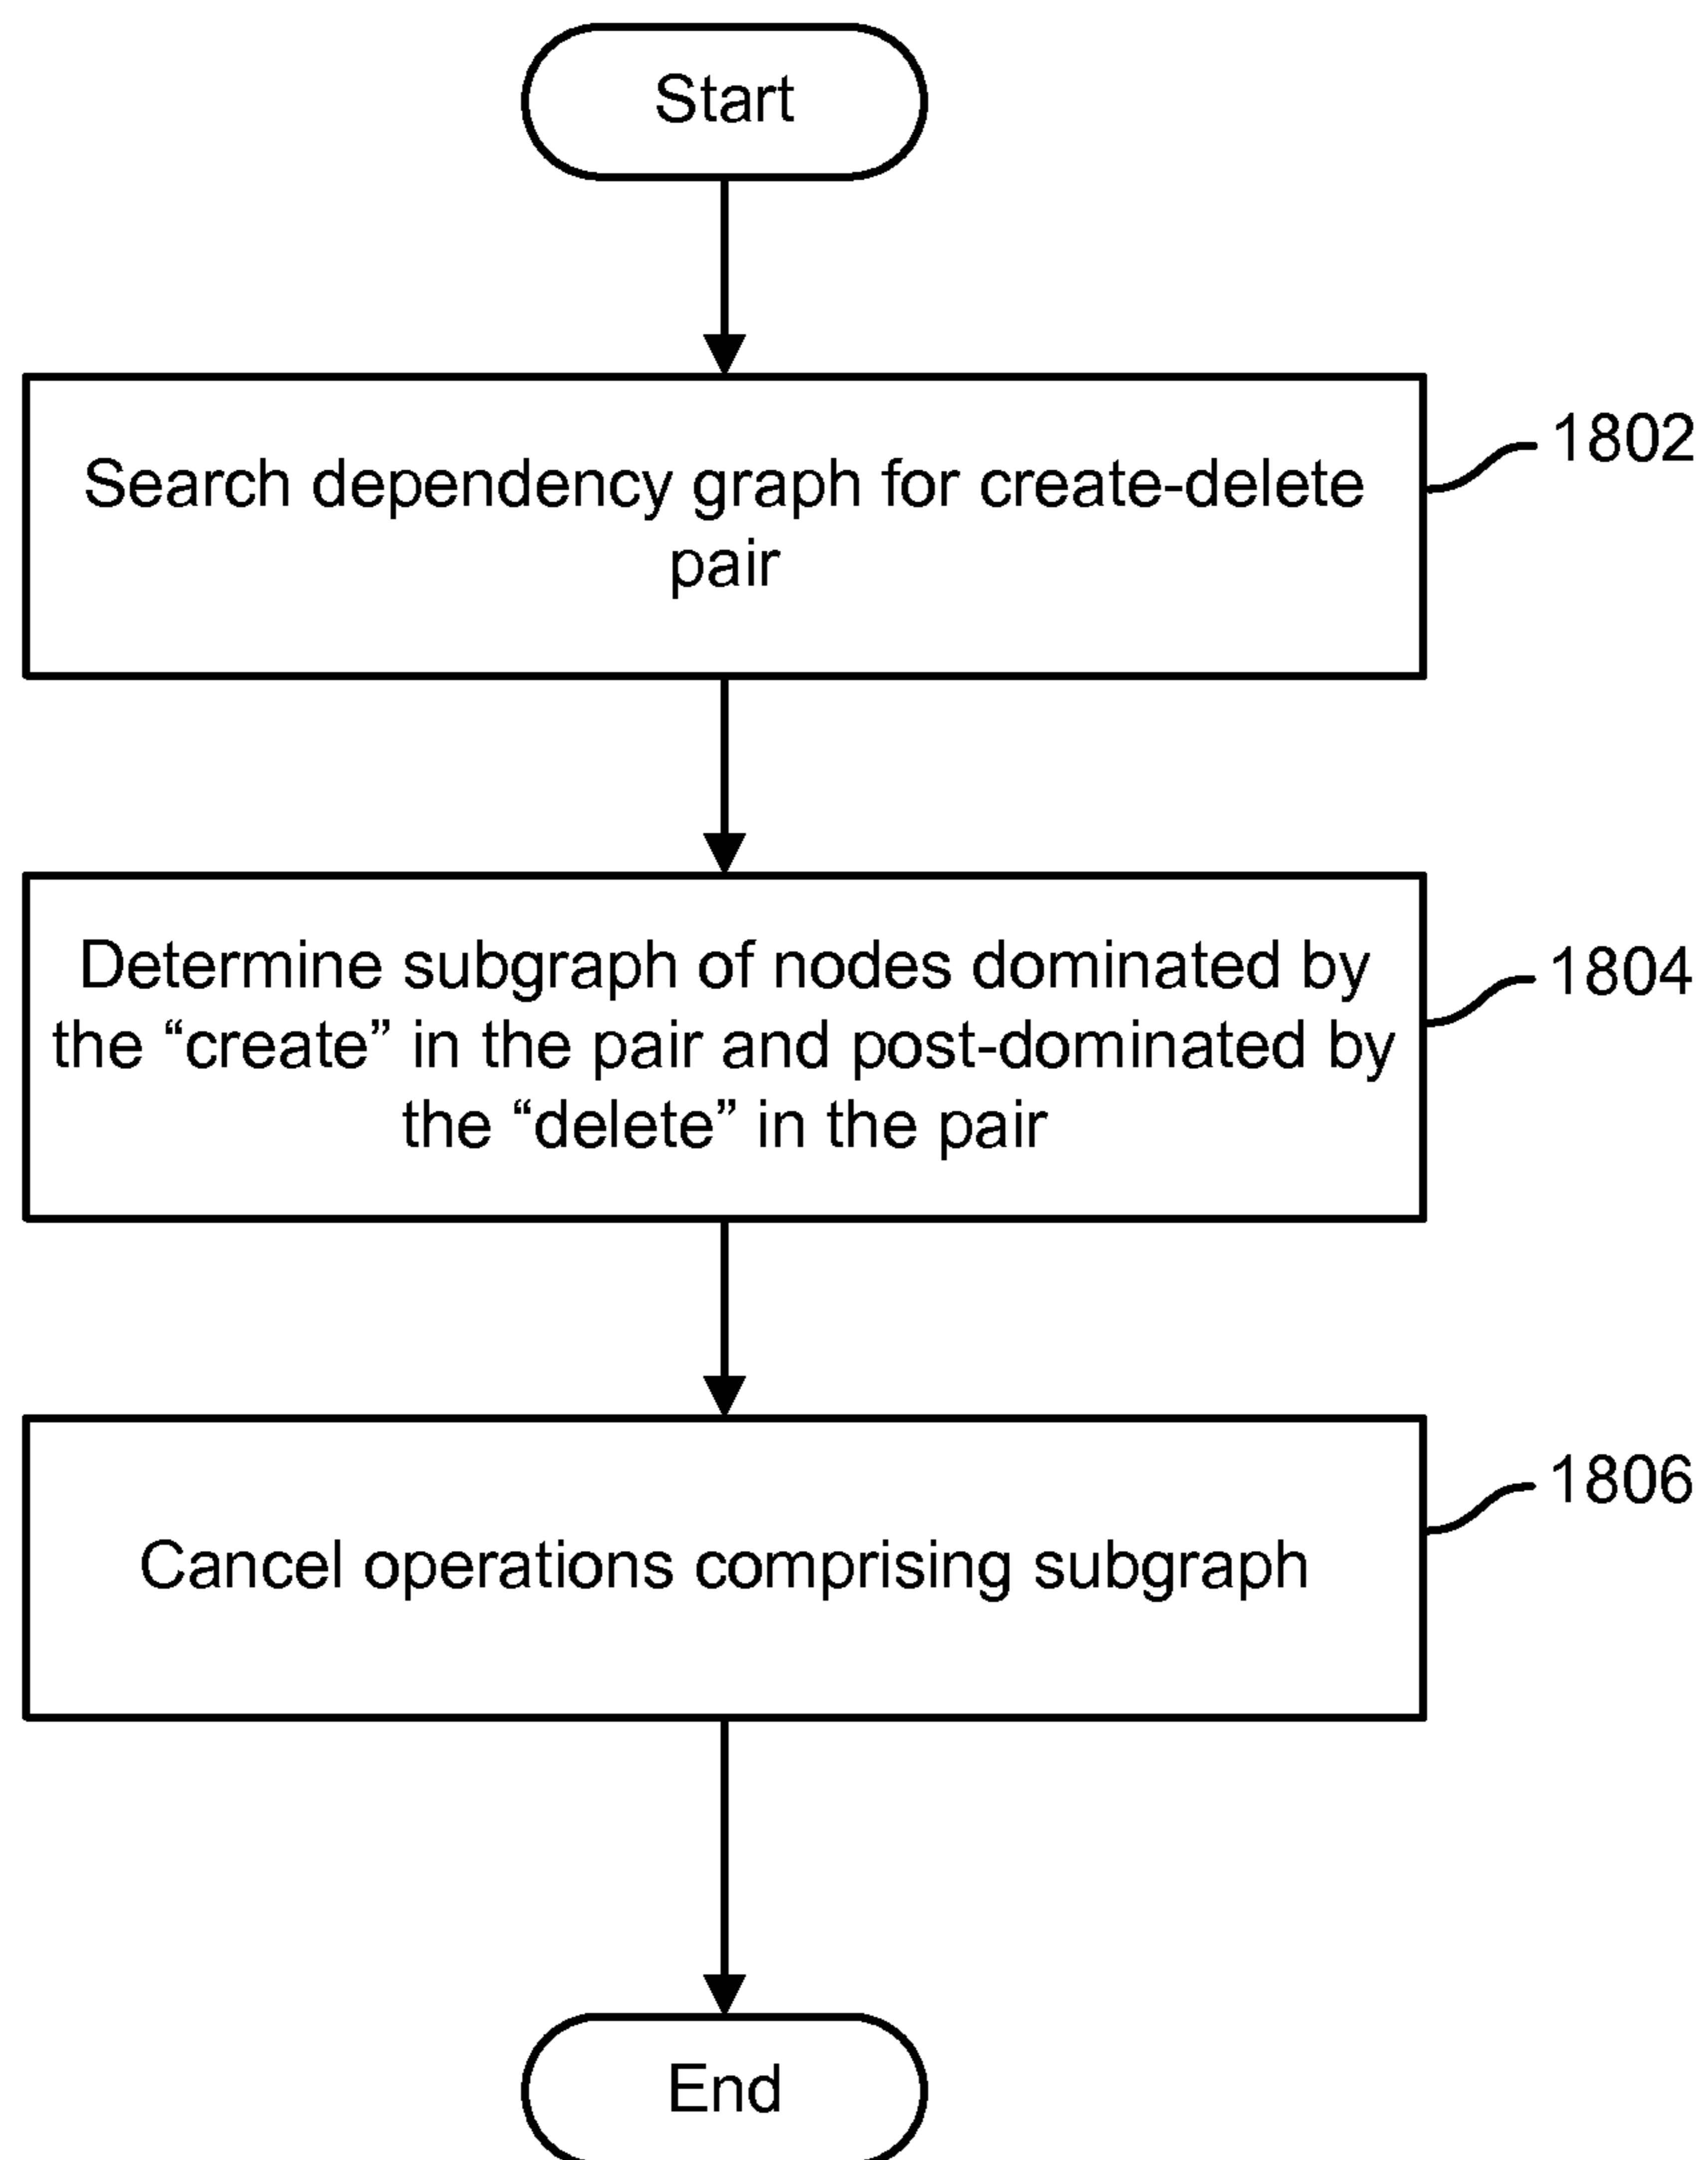 Start
Search dependency graph for create-delete
pair
1802
Determine subgraph of nodes dominated by
the “create” in the pair and post-dominated by
the “delete” in the pair
1804
Cancel operations comprising subgraph
1806
End